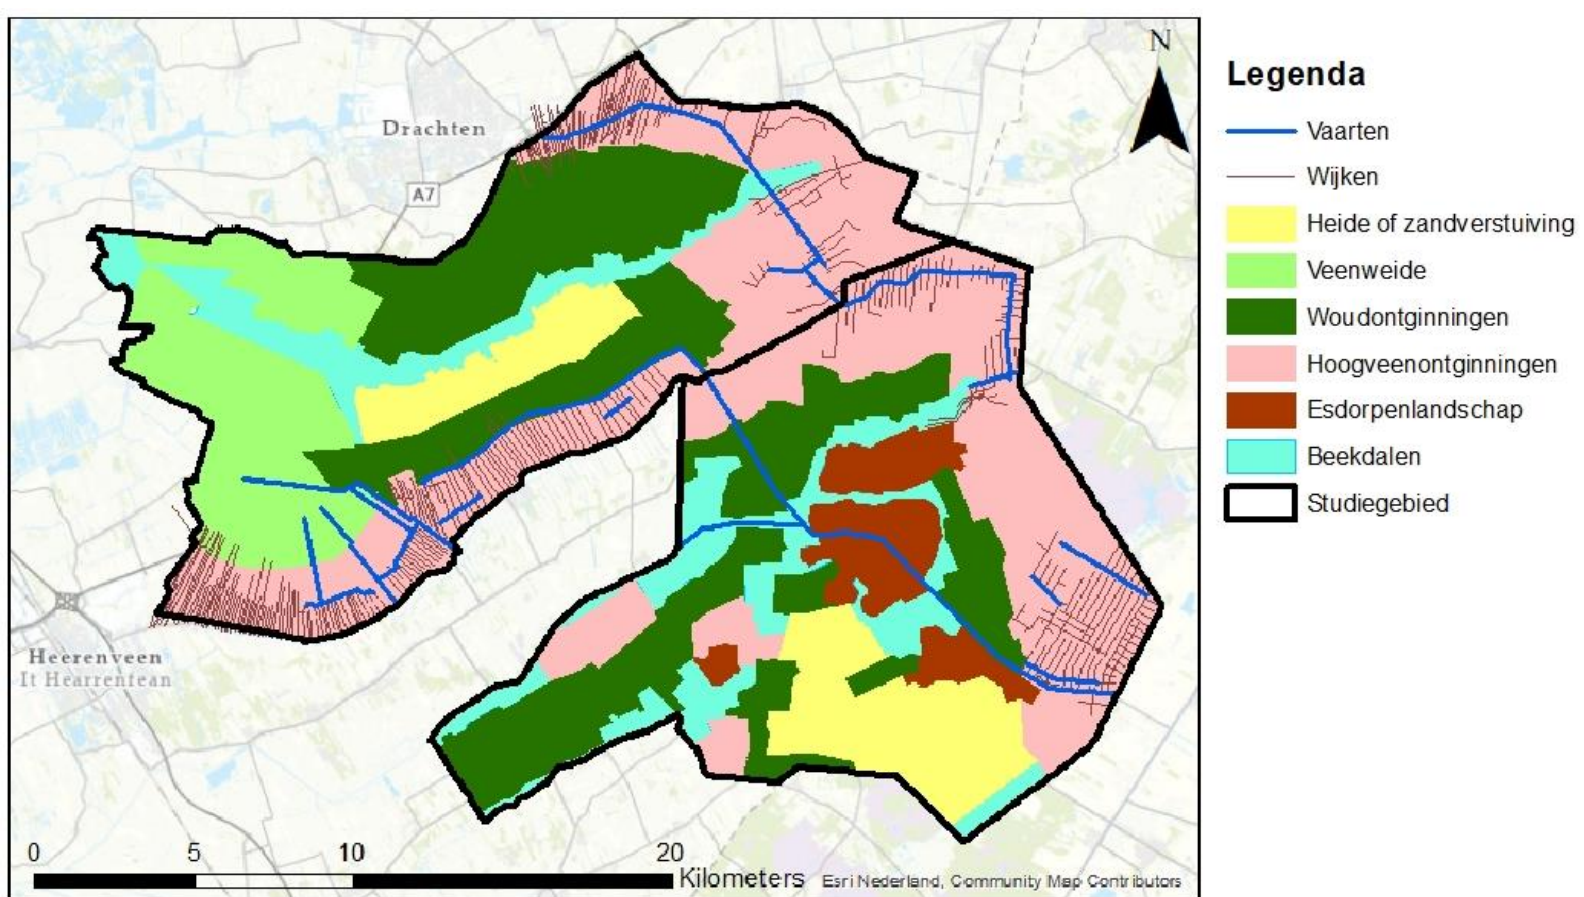 N
Drachten
A7
Heerenveen
It Hearrenfean
0 5 10 20
Kilometers
Esri Nederland, Community Map Contributors
Legenda
Vaarten
Wijken
Heide of zandverstuiving
Veenweide
Woudontginningen
Hoogveenontginningen
Esdorpenlandschap
Beekdalen
Studiegebied